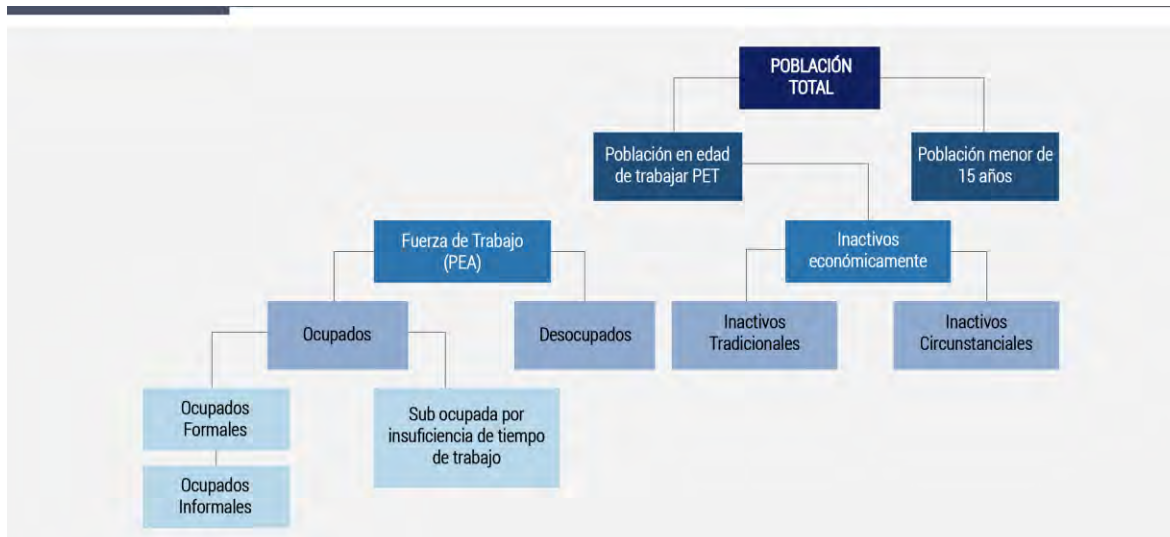 POBLACIÓN
TOTAL
Población en edad
de trabajar PET
Población menor de
15 años
Fuerza de Trabajo
(PEA)
Inactivos
económicamente
Ocupados
Desocupados
Inactivos
Tradicionales
Inactivos
Circunstanciales
Ocupados
Formales
Sub ocupada por
insuficiencia de tiempo
de trabajo
Ocupados
Informales